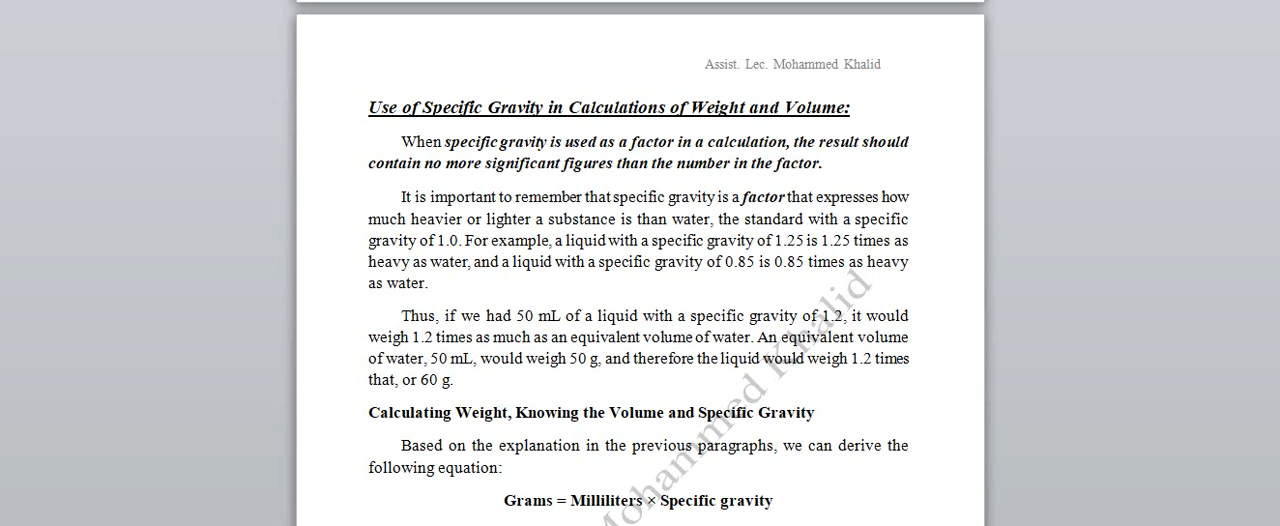 Assist. Lec. Mohammed Khalid
Use of Specific Gravity in Calculations of Weight and Volume:
When specific gravity is used as a factor in a calculation, the result should
contain no more significant figures than the number in the factor.
It is important to remember that specific gravity is a factor that expresses how
much heavier or lighter a substance is than water, the standard with a specific
gravity of 1.0. For example, a liquid with a specific gravity of 1.25 is 1.25 times as
heavy as water, and a liquid with a specific gravity of 0.85 is 0.85 times as heavy
as water.
Thus, if we had 50 mL of a liquid with a specific gravity of 1.2, it would
weigh 1.2 times as much as an equivalent volume of water. An equivalent volume
of water, 50 mL, would weigh 50 g, and therefore the liquid would weigh 1.2 times
that, or 60 g.
Calculating Weight, Knowing the Volume and Specific Gravity
Based on the explanation in the previous paragraphs, we can derive the
following equation:
Grams = Milliliters × Specific gravity
Mohammed Khalid